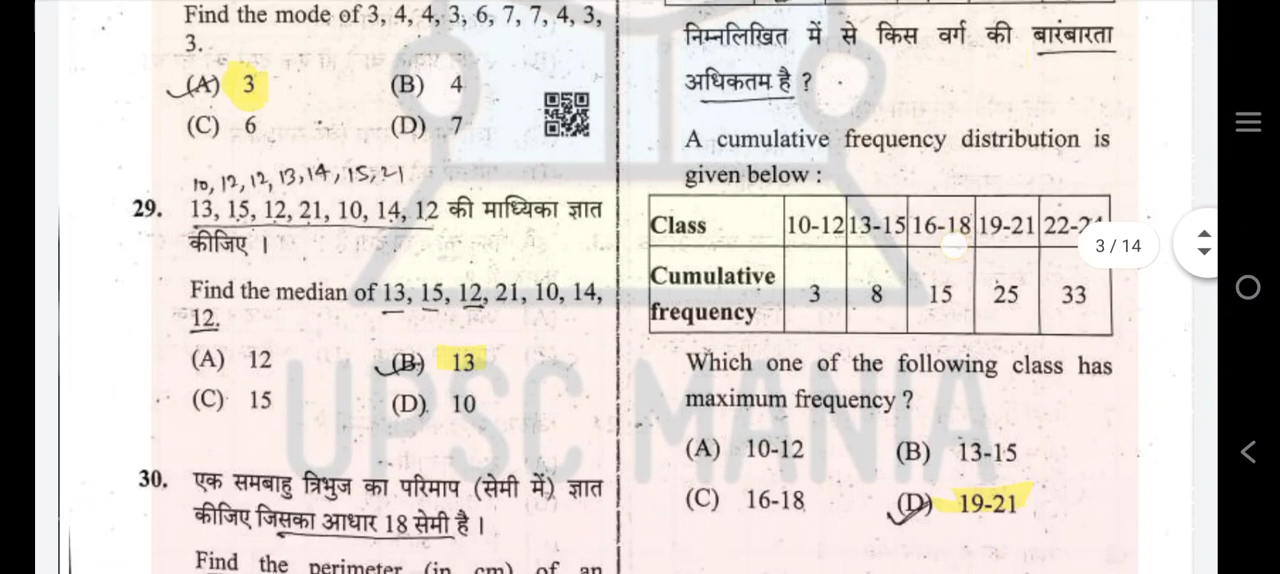 Find the mode of 3, 4, 4, 3, 6, 7, 7, 4, 3,
3.
(A) 3
(B) 4
(C) 6
(D) 7
10, 12, 12, 13, 14, 15, 21
29. 13, 15, 12, 21, 10, 14, 12 की माध्यिका ज्ञात
कीजिए ।
Find the median of 13, 15, 12, 21, 10, 14,
12.
(A) 12
(B) 13
(C) 15
(D) 10
30. एक समबाहु त्रिभुज का परिमाप (सेमी में) ज्ञात
कीजिए जिसका आधार 18 सेमी है ।
Find the perimeter (in cm) of an
निम्नलिखित में से किस वर्ग की बारंबारता
अधिकतम है ?
A cumulative frequency distribution is
given below :
Class 10-12 13-15 16-18 19-21 22-24
Cumulative
frequency 3 8 15 25 33
Which one of the following class has
maximum frequency ?
(A) 10-12
(B) 13-15
(C) 16-18
(D) 19-21
3 / 14
UPSC MANIA